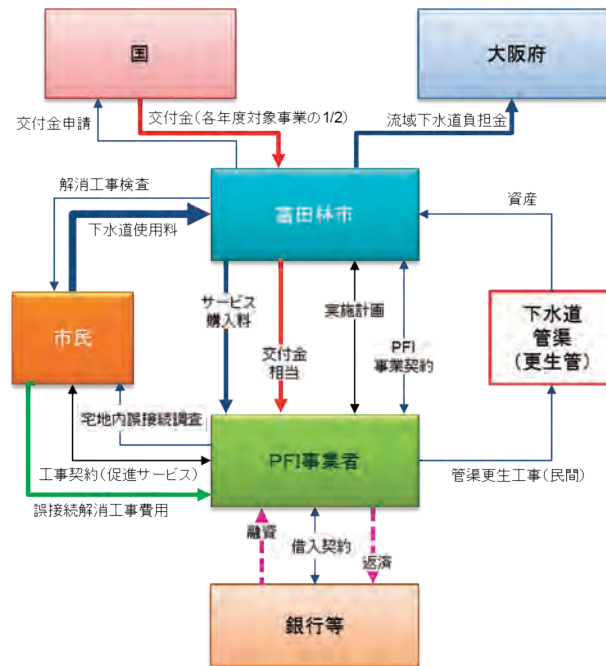 国
大阪府
交付金申請
交付金(各年度対象事業の1/2)
流域下水道負担金
解消工事検査
富田林市
資産
下水道使用料
サービス
購入料
実施計画
下水道
管渠
(更生管)
市民
交付金
相当
PFI
事業契約
宅地内誤接続調査
PFI事業者
工事契約(促進サービス)
管渠更生工事(民間)
誤接続解消工事費用
融資
借入契約
返済
銀行等